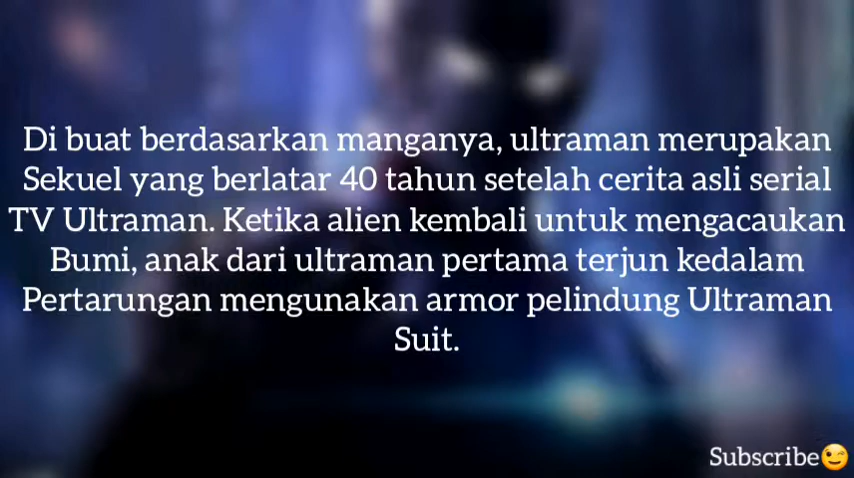 Di buat berdasarkan manganya, ultraman merupakan
Sekuel yang berlatar 40 tahun setelah cerita asli serial
TV Ultraman. Ketika alien kembali untuk mengacaukan
Bumi, anak dari ultraman pertama terjun kedalam
Pertarungan mengunakan armor pelindung Ultraman
Suit.
Subscribe😉